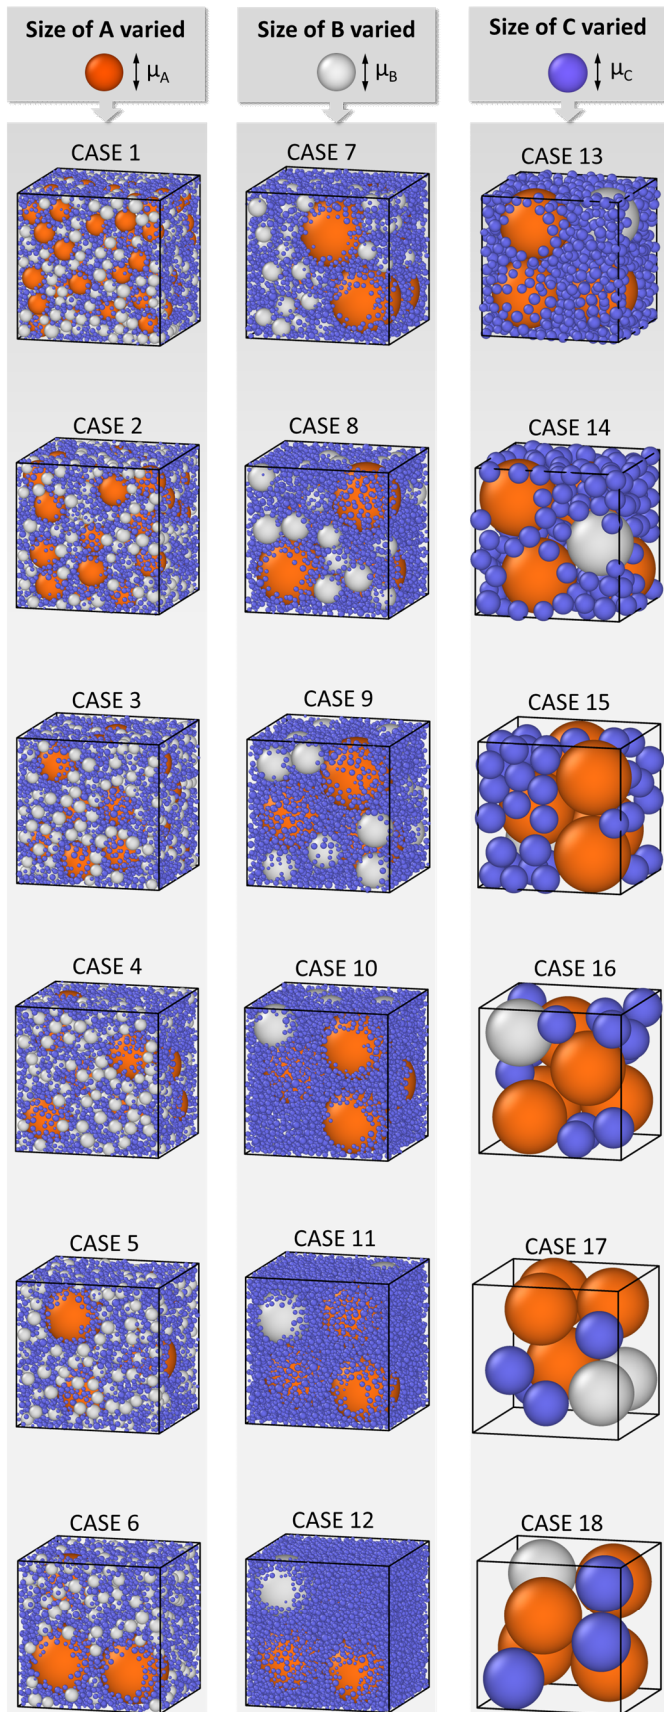 Size of A varied
μA
Size of B varied
μB
Size of C varied
μC
CASE 1
CASE 7
CASE 13
CASE 2
CASE 8
CASE 14
CASE 3
CASE 9
CASE 15
CASE 4
CASE 10
CASE 16
CASE 5
CASE 11
CASE 17
CASE 6
CASE 12
CASE 18